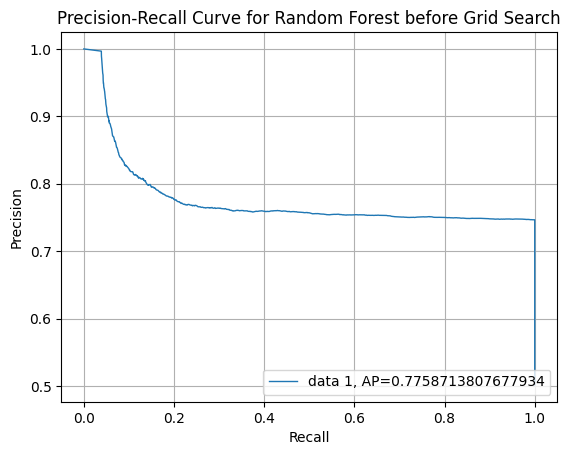 Precision-Recall Curve for Random Forest before Grid Search
1.0
0.9
0.8
0.7
0.6
0.5
Precision
data 1, AP=0.7758713807677934
0.0 0.2 0.4 0.6 0.8 1.0
Recall